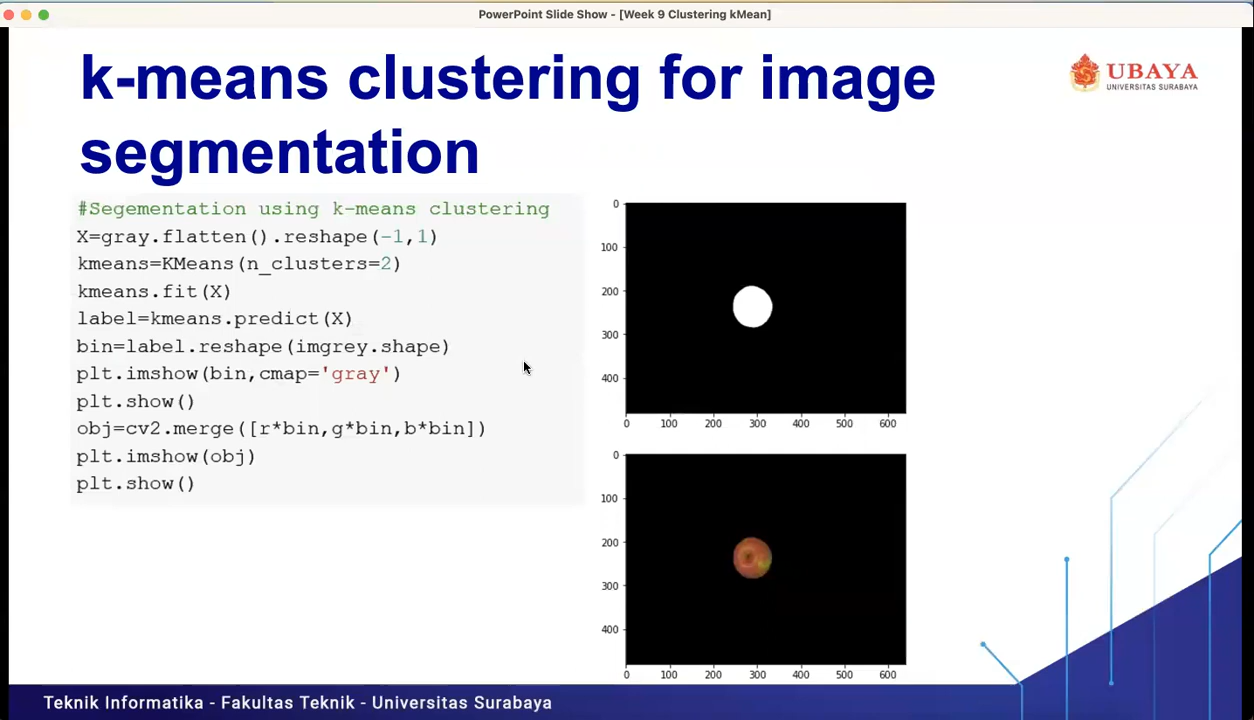 PowerPoint Slide Show - [Week 9 Clustering kMean]
k-means clustering for image
segmentation
UBAYA
UNIVERSITAS SURABAYA
#Segementation using k-means clustering
X=gray.flatten().reshape(-1,1)
kmeans=KMeans(n_clusters=2)
kmeans.fit(X)
label=kmeans.predict(X)
bin=label.reshape(imgrey.shape)
plt.imshow(bin,cmap='gray')
plt.show()
obj=cv2.merge([r*bin,g*bin,b*bin])
plt.imshow(obj)
plt.show()
0
100
200
300
400
0 100 200 300 400 500 600
0
100
200
300
400
0 100 200 300 400 500 600
Teknik Informatika - Fakultas Teknik - Universitas Surabaya